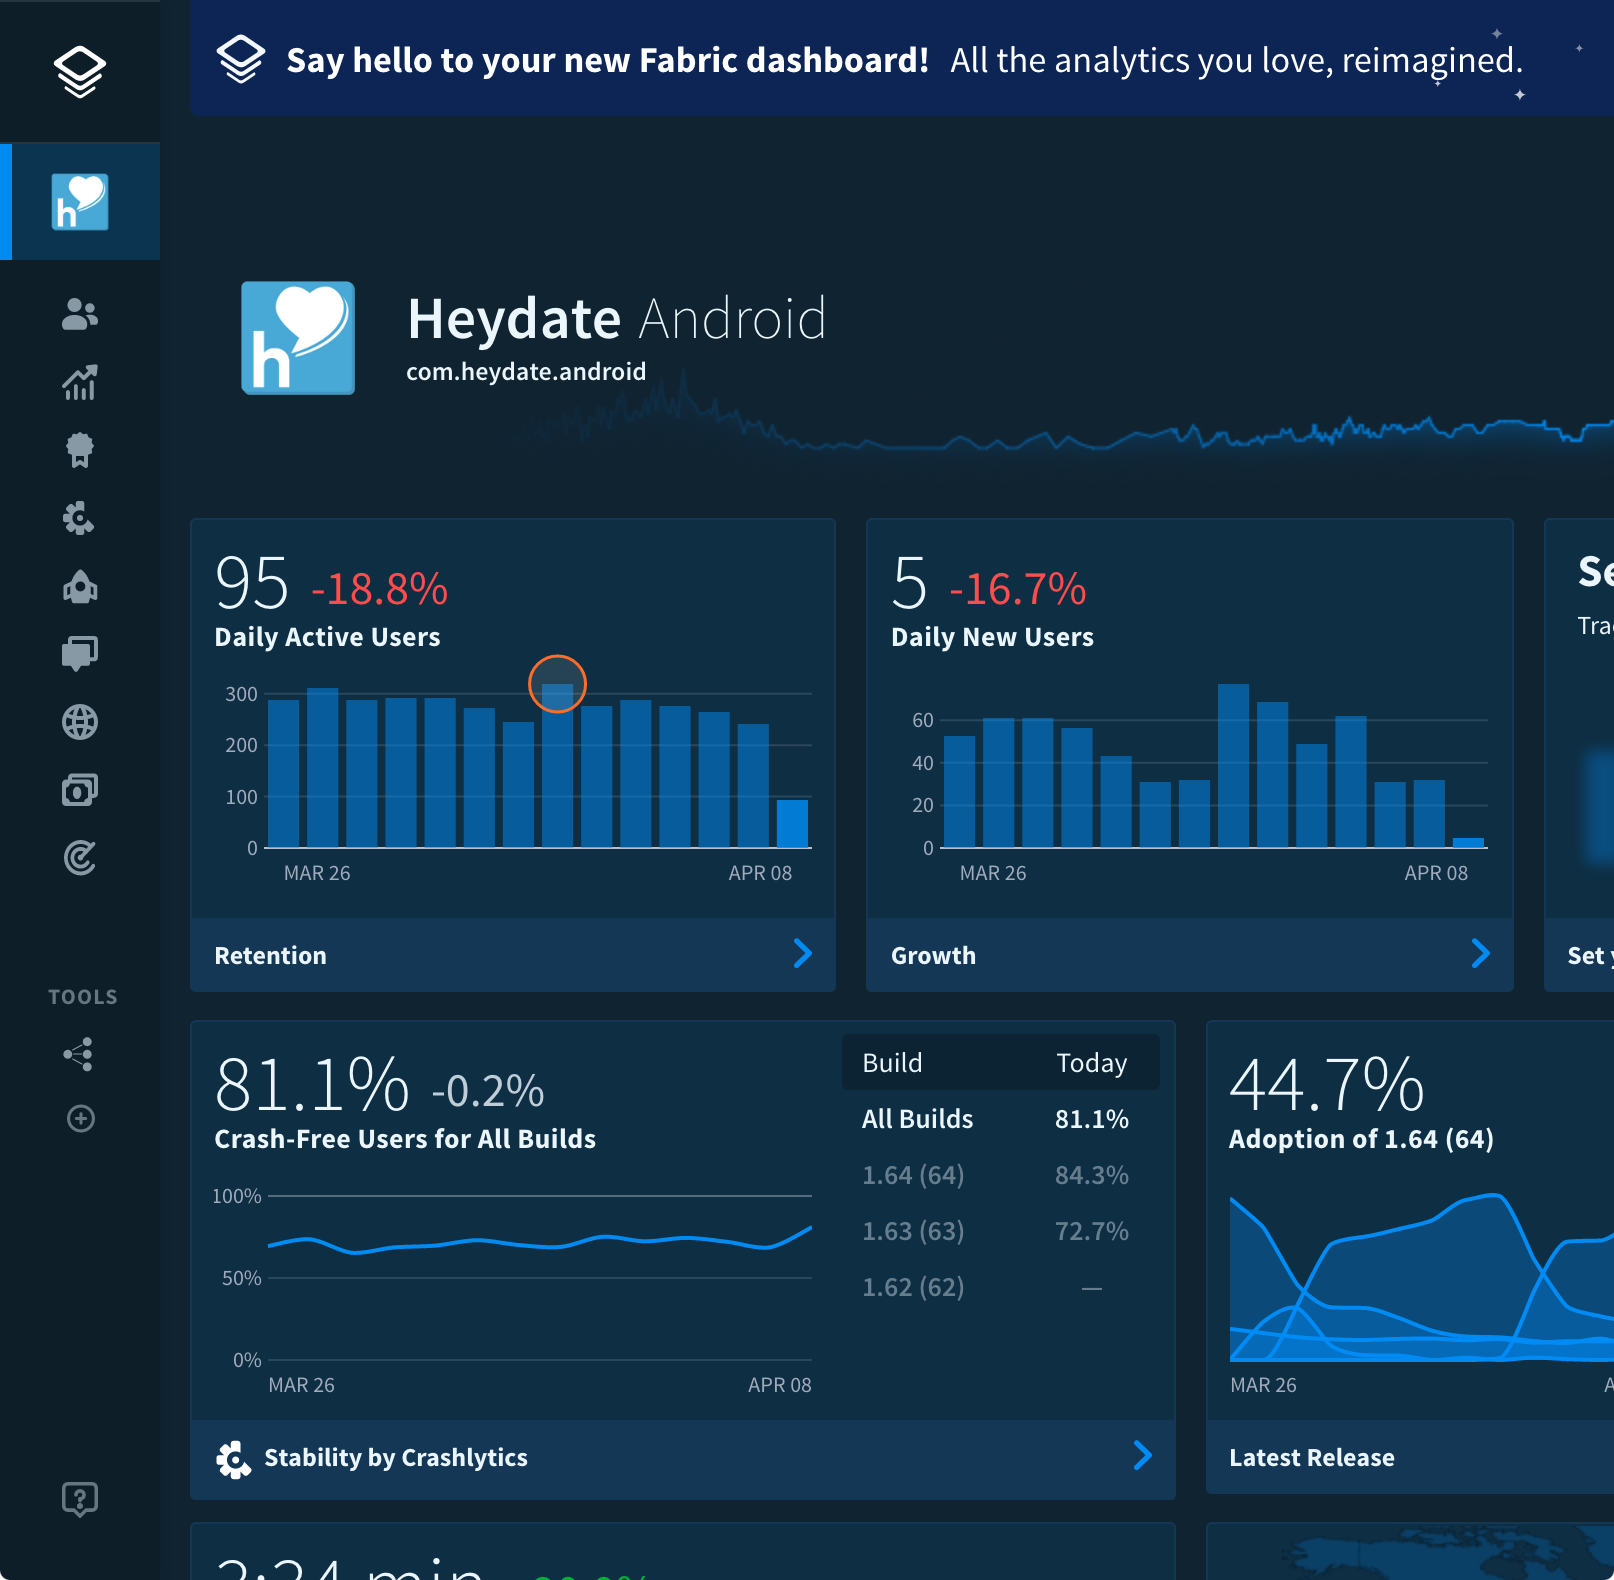 Say hello to your new Fabric dashboard! All the analytics you love, reimagined.
h
h
Heydate Android
com.heydate.android
95 -18.8%
Daily Active Users
300
200
100
0
MAR 26 APR 08
Retention
5 -16.7%
Daily New Users
60
40
20
0
MAR 26 APR 08
Growth
Set
TOOLS
81.1% -0.2%
Crash-Free Users for All Builds
100%
50%
0%
MAR 26 APR 08
Build Today
All Builds 81.1%
1.64 (64) 84.3%
1.63 (63) 72.7%
1.62 (62) —
Stability by Crashlytics
44.7%
Adoption of 1.64 (64)
MAR 26
Latest Release
min